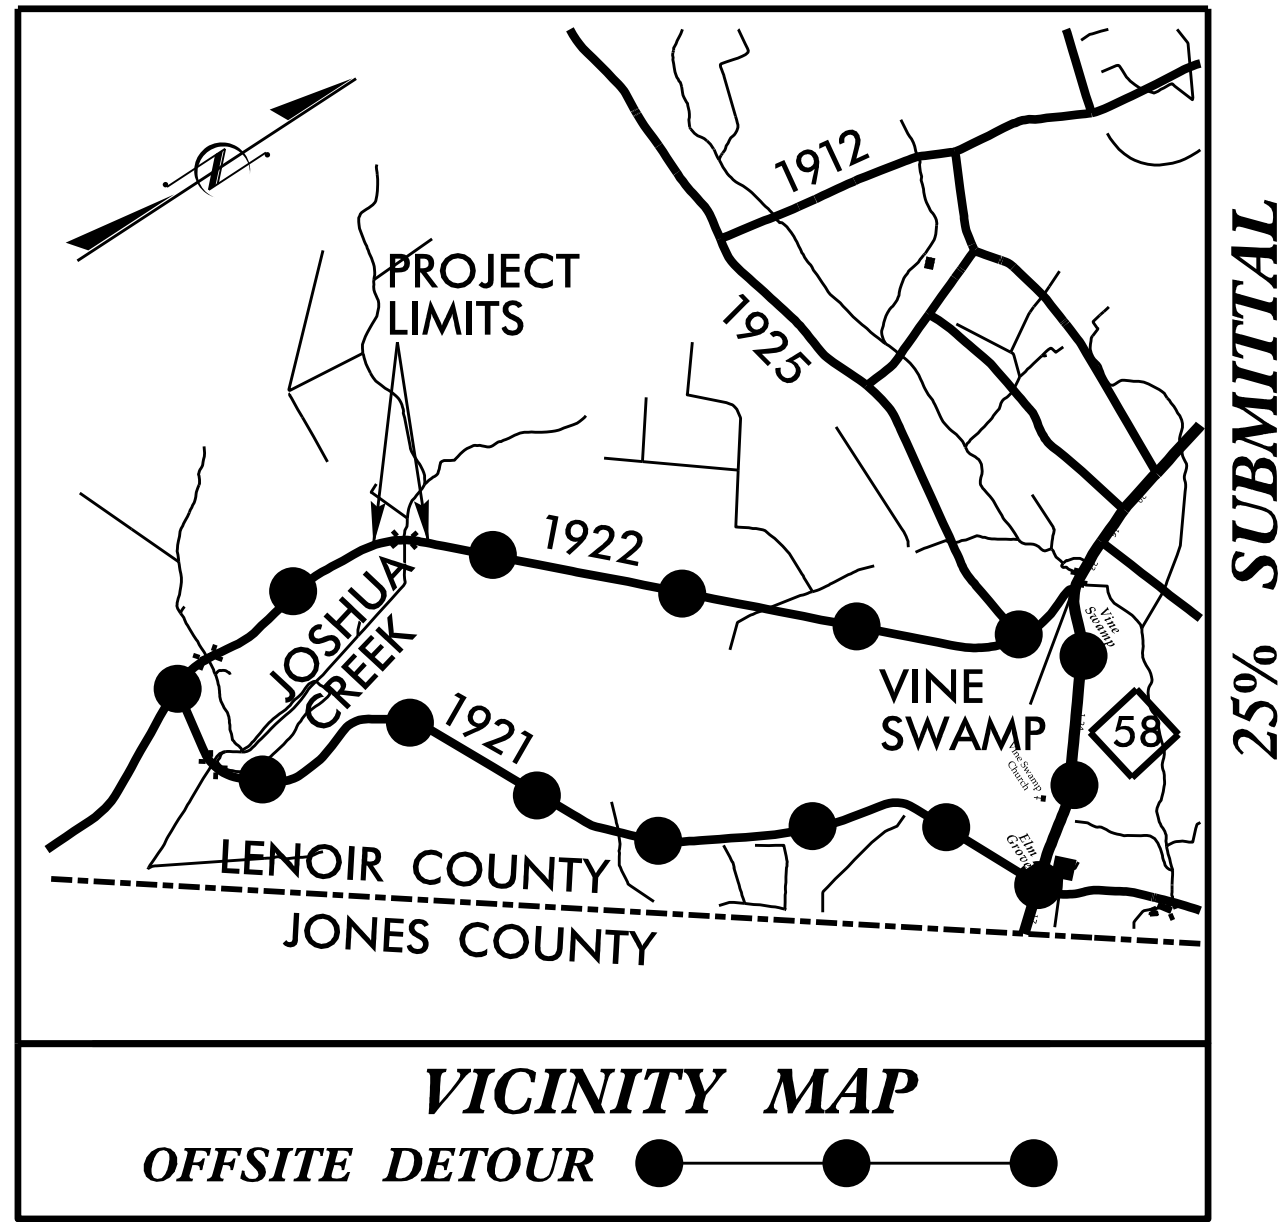 1912
PROJECT
LIMITS
1925
1922
JOSHUA
CREEK
Vine
Swamp
VINE
SWAMP
58
1921
Vine Swamp
Church
Elm
Grove
LENOIR COUNTY
JONES COUNTY
VICINITY MAP
OFFSITE DETOUR
25% SUBMITTAL